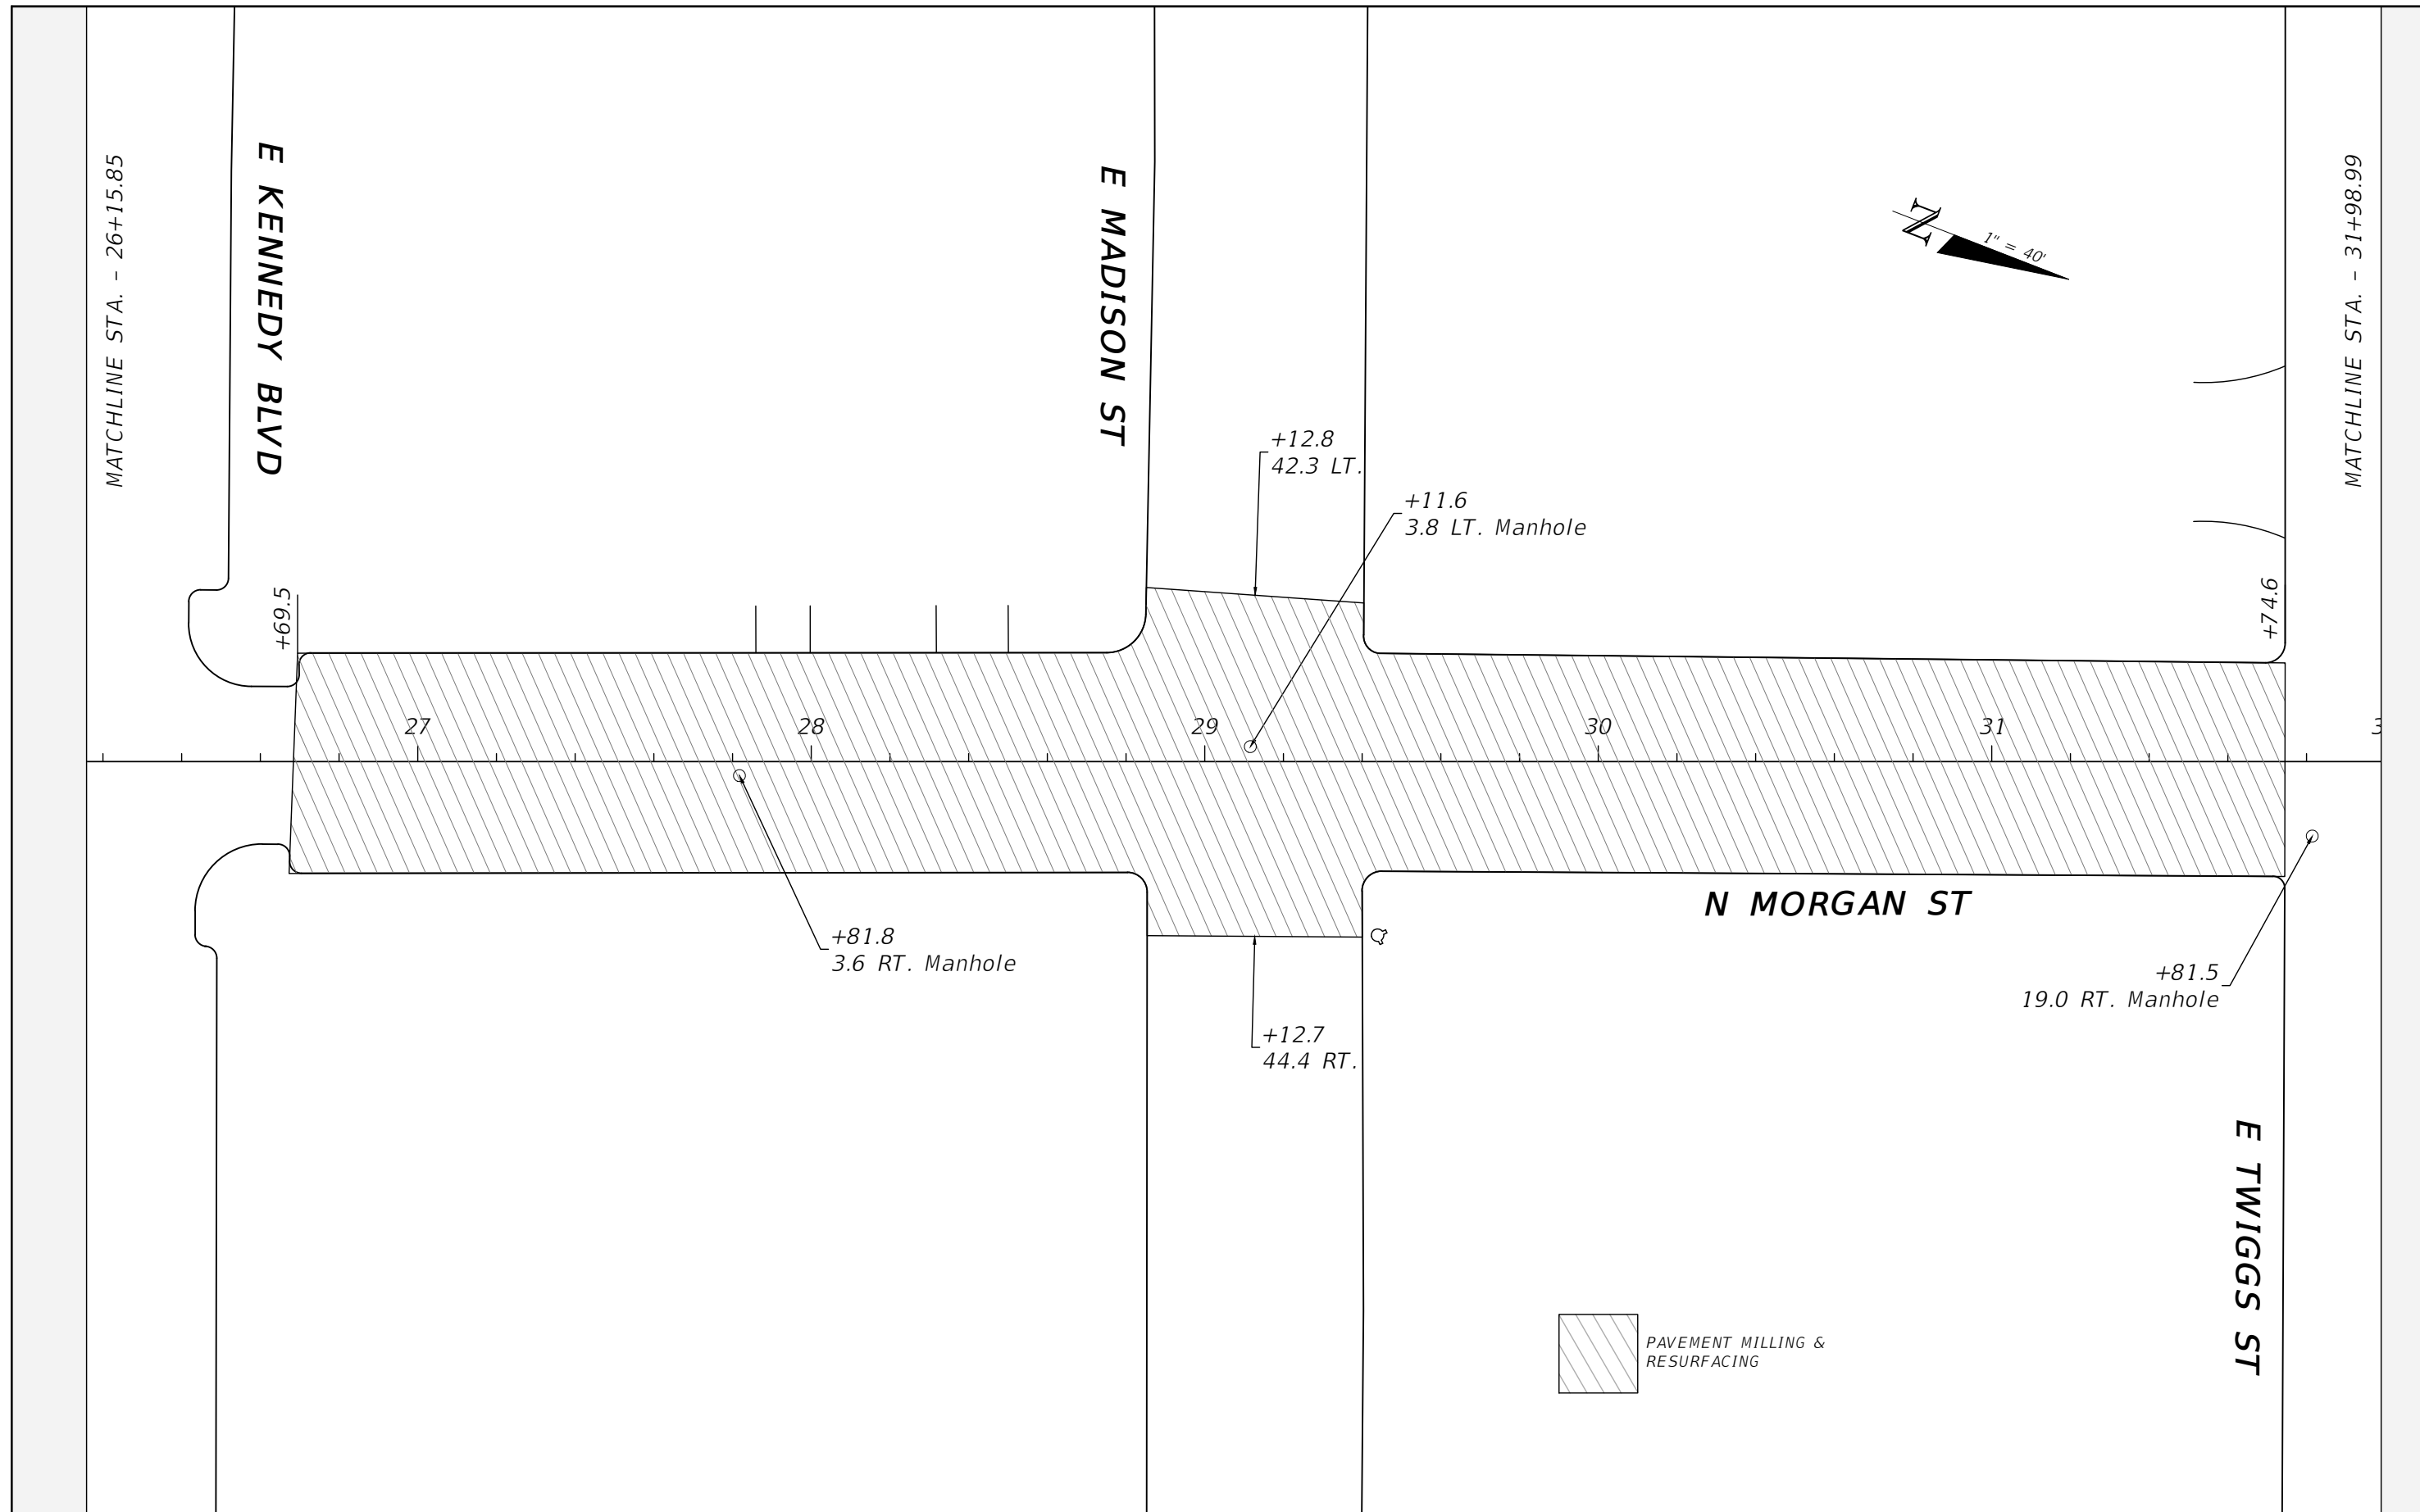 MATCHLINE STA. - 26+15.85
E KENNEDY BLVD
E MADISON ST
N
1" = 40'
MATCHLINE STA. - 31+98.99
+12.8
42.3 LT.
+11.6
3.8 LT. Manhole
+69.5
+74.6
27
28
29
30
31
3
N MORGAN ST
+81.8
3.6 RT. Manhole
+81.5
19.0 RT. Manhole
+12.7
44.4 RT.
E TWIGGS ST
PAVEMENT MILLING &
RESURFACING